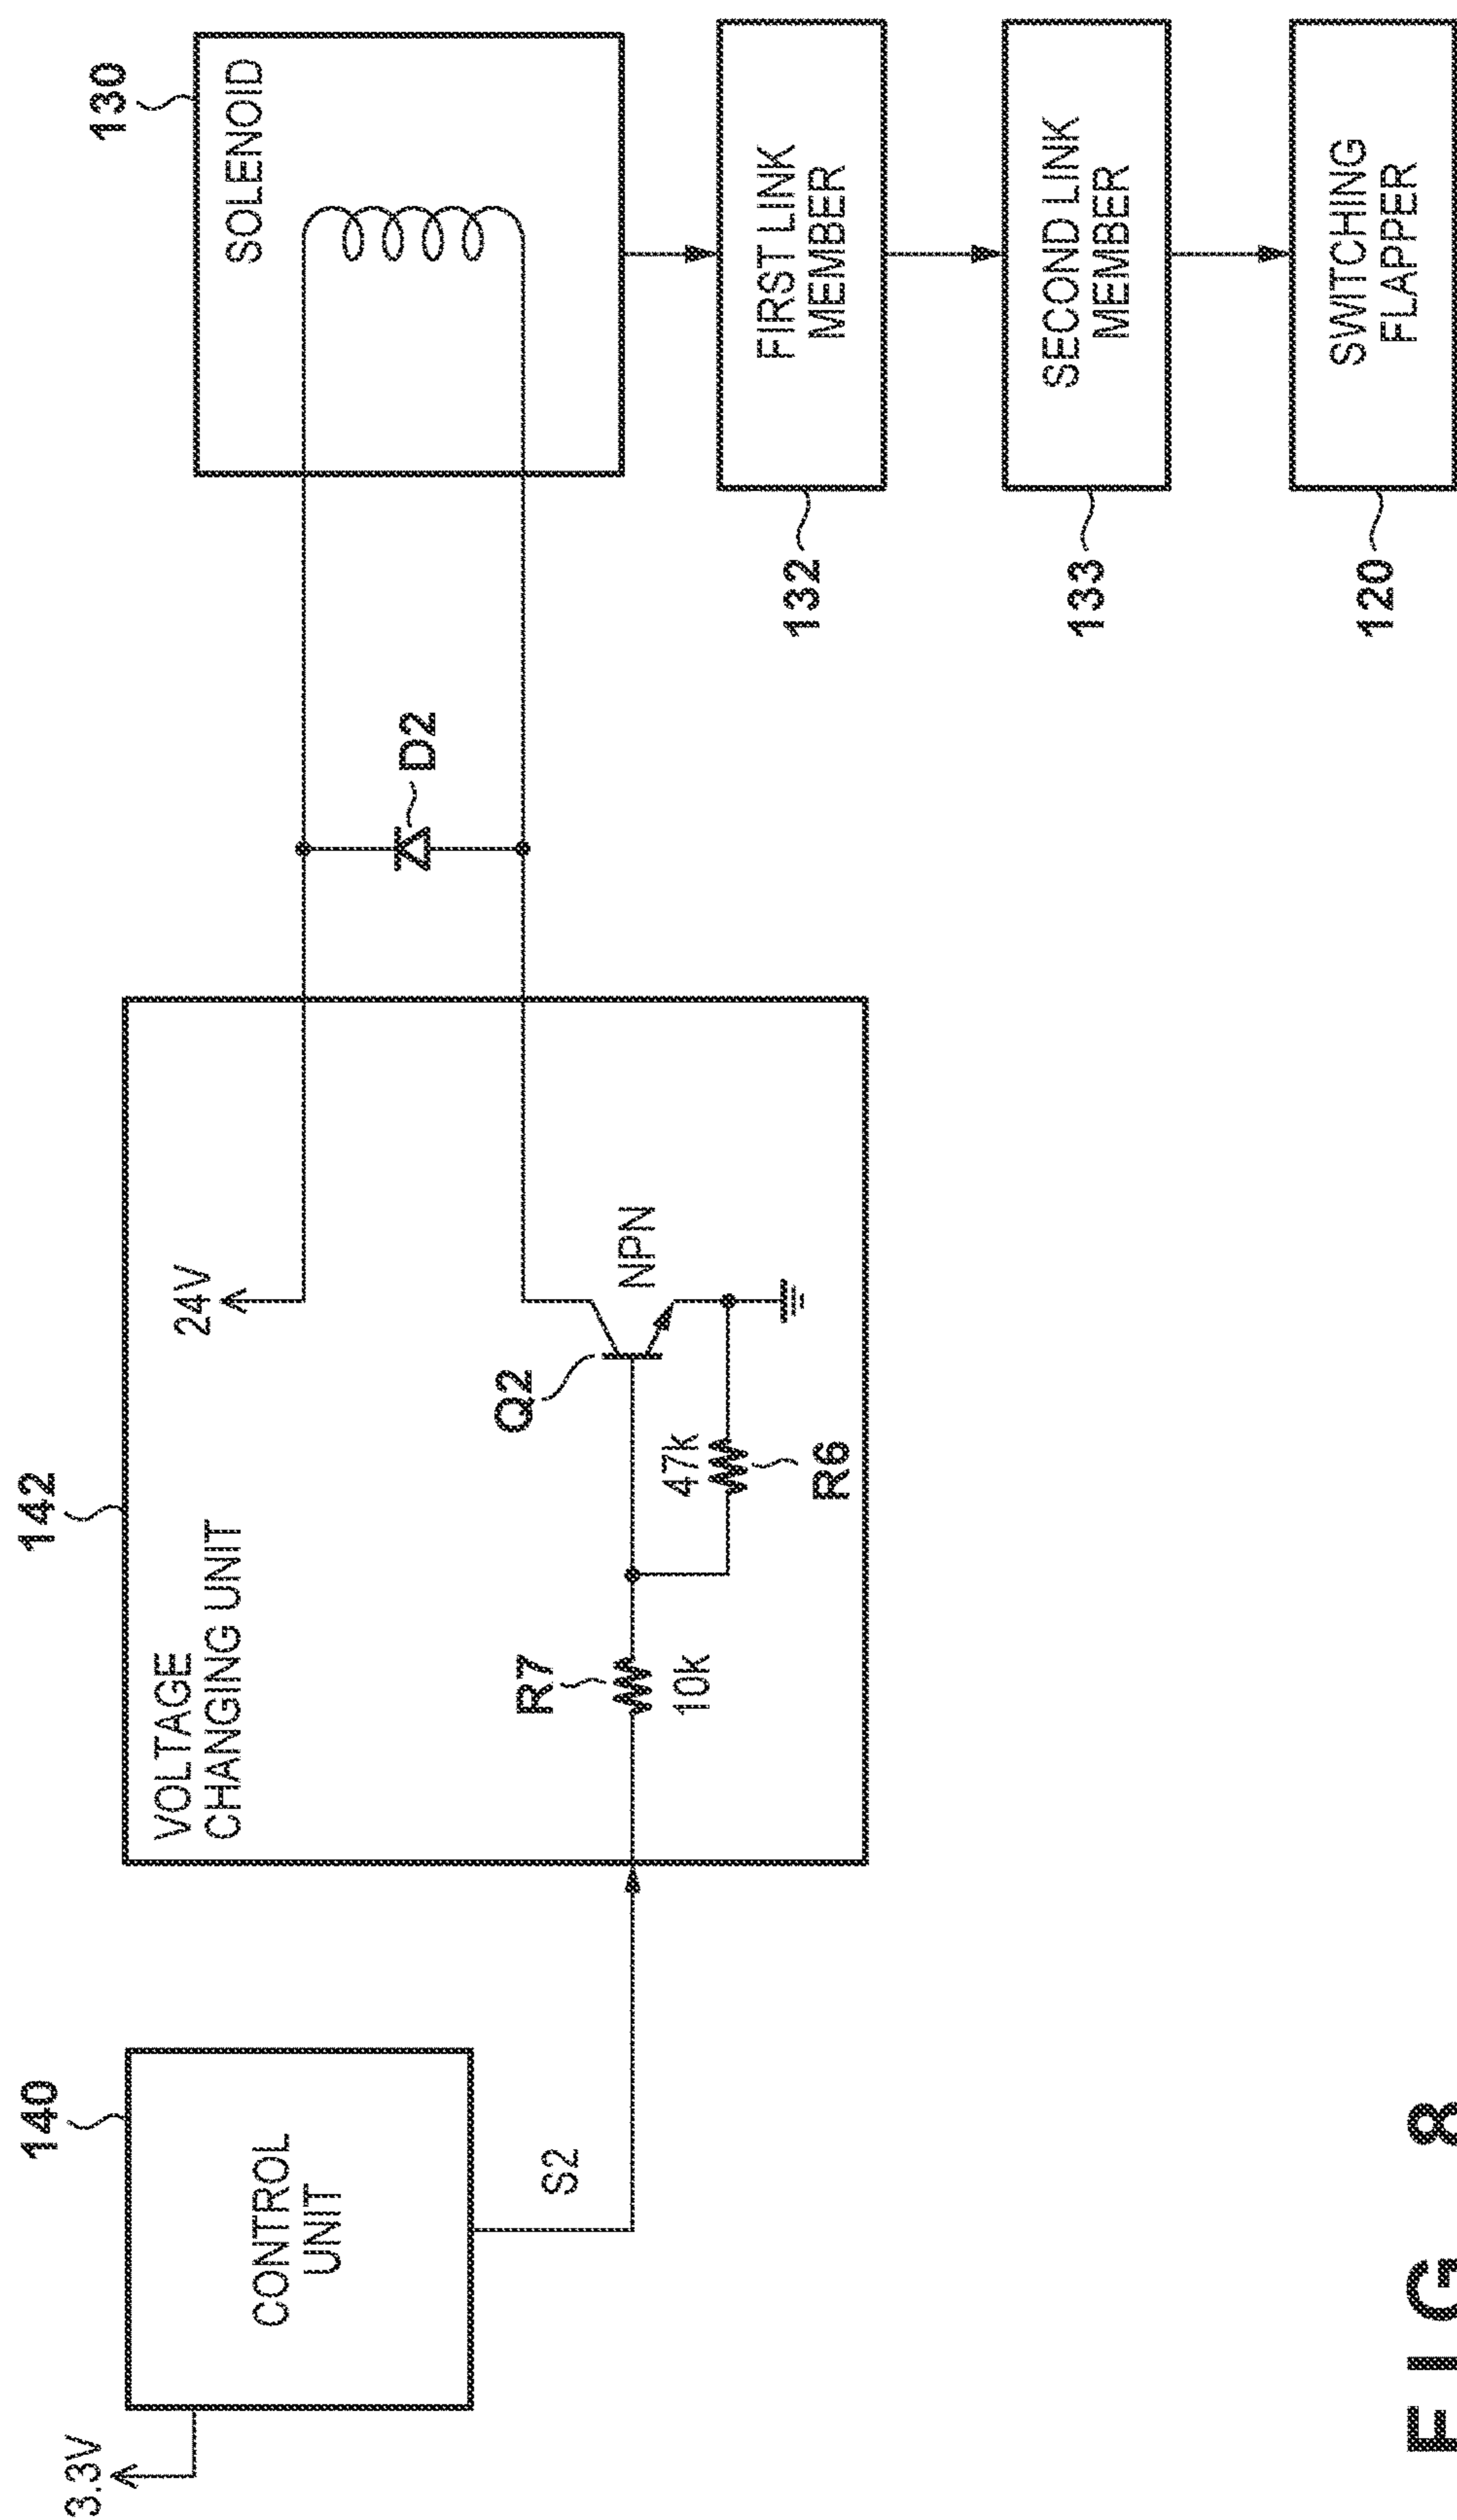 3.3V
140
CONTROL
UNIT
S2
142
VOLTAGE
CHANGING UNIT
24V
R7
10k
Q2
NPN
47k
R6
D2
130
SOLENOID
132
FIRST LINK
MEMBER
133
SECOND LINK
MEMBER
120
SWITCHING
FLAPPER
FIG 8